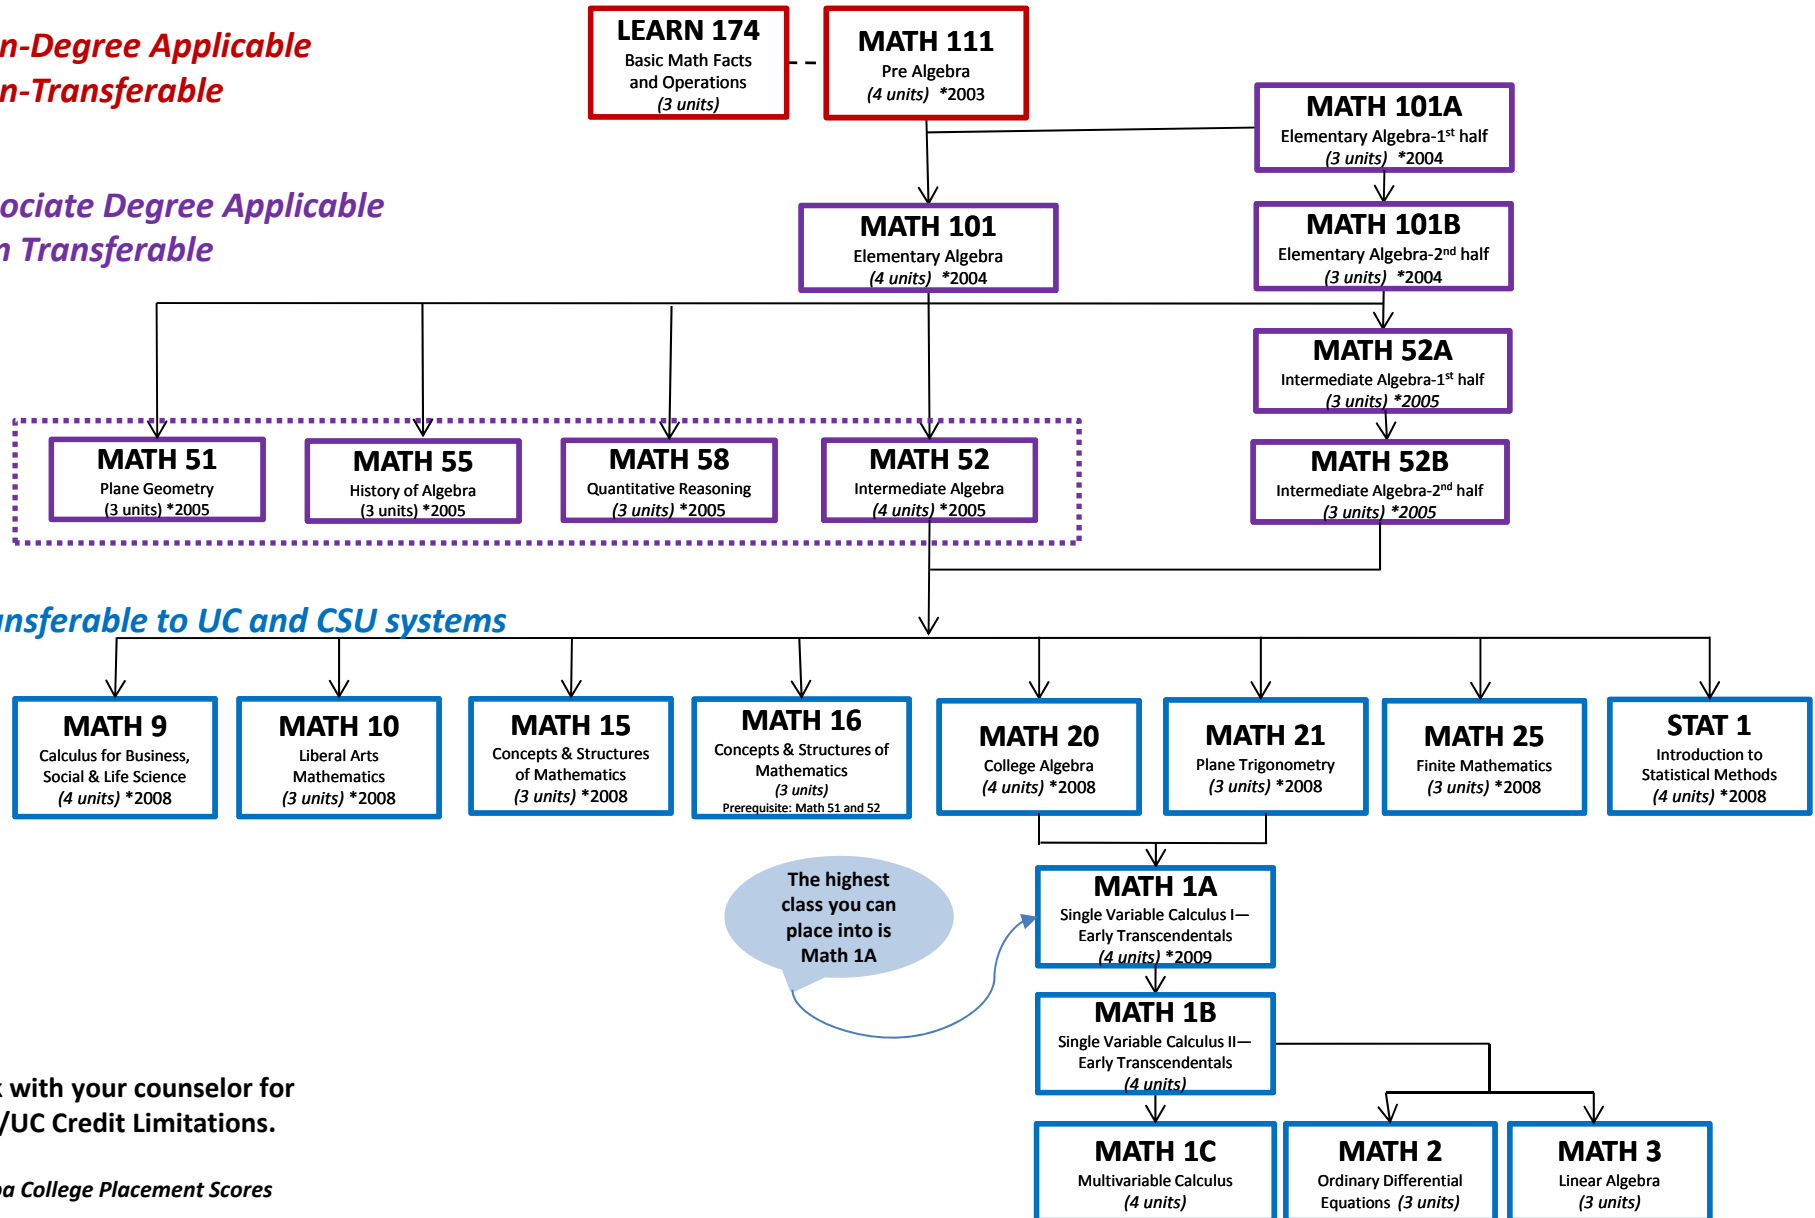 n-Degree Applicable
n-Transferable
LEARN 174
Basic Math Facts
and Operations
(3 units)
MATH 111
Pre Algebra
(4 units) *2003
MATH 101A
Elementary Algebra-1st half
(3 units) *2004
ociate Degree Applicable
n Transferable
MATH 101
Elementary Algebra
(4 units) *2004
MATH 101B
Elementary Algebra-2nd half
(3 units) *2004
MATH 52A
Intermediate Algebra-1st half
(3 units) *2005
MATH 51
Plane Geometry
(3 units) *2005
MATH 55
History of Algebra
(3 units) *2005
MATH 58
Quantitative Reasoning
(3 units) *2005
MATH 52
Intermediate Algebra
(4 units) *2005
MATH 52B
Intermediate Algebra-2nd half
(3 units) *2005
nsferable to UC and CSU systems
MATH 9
Calculus for Business,
Social & Life Science
(4 units) *2008
MATH 10
Liberal Arts
Mathematics
(3 units) *2008
MATH 15
Concepts & Structures
of Mathematics
(3 units) *2008
MATH 16
Concepts & Structures of
Mathematics
(3 units)
Prerequisite: Math 51 and 52
MATH 20
College Algebra
(4 units) *2008
MATH 21
Plane Trigonometry
(3 units) *2008
MATH 25
Finite Mathematics
(3 units) *2008
STAT 1
Introduction to
Statistical Methods
(4 units) *2008
The highest
class you can
place into is
Math 1A
MATH 1A
Single Variable Calculus I—
Early Transcendentals
(4 units) *2009
MATH 1B
Single Variable Calculus II—
Early Transcendentals
(4 units)
k with your counselor for
/UC Credit Limitations.
MATH 1C
Multivariable Calculus
(4 units)
MATH 2
Ordinary Differential
Equations (3 units)
MATH 3
Linear Algebra
(3 units)
pa College Placement Scores